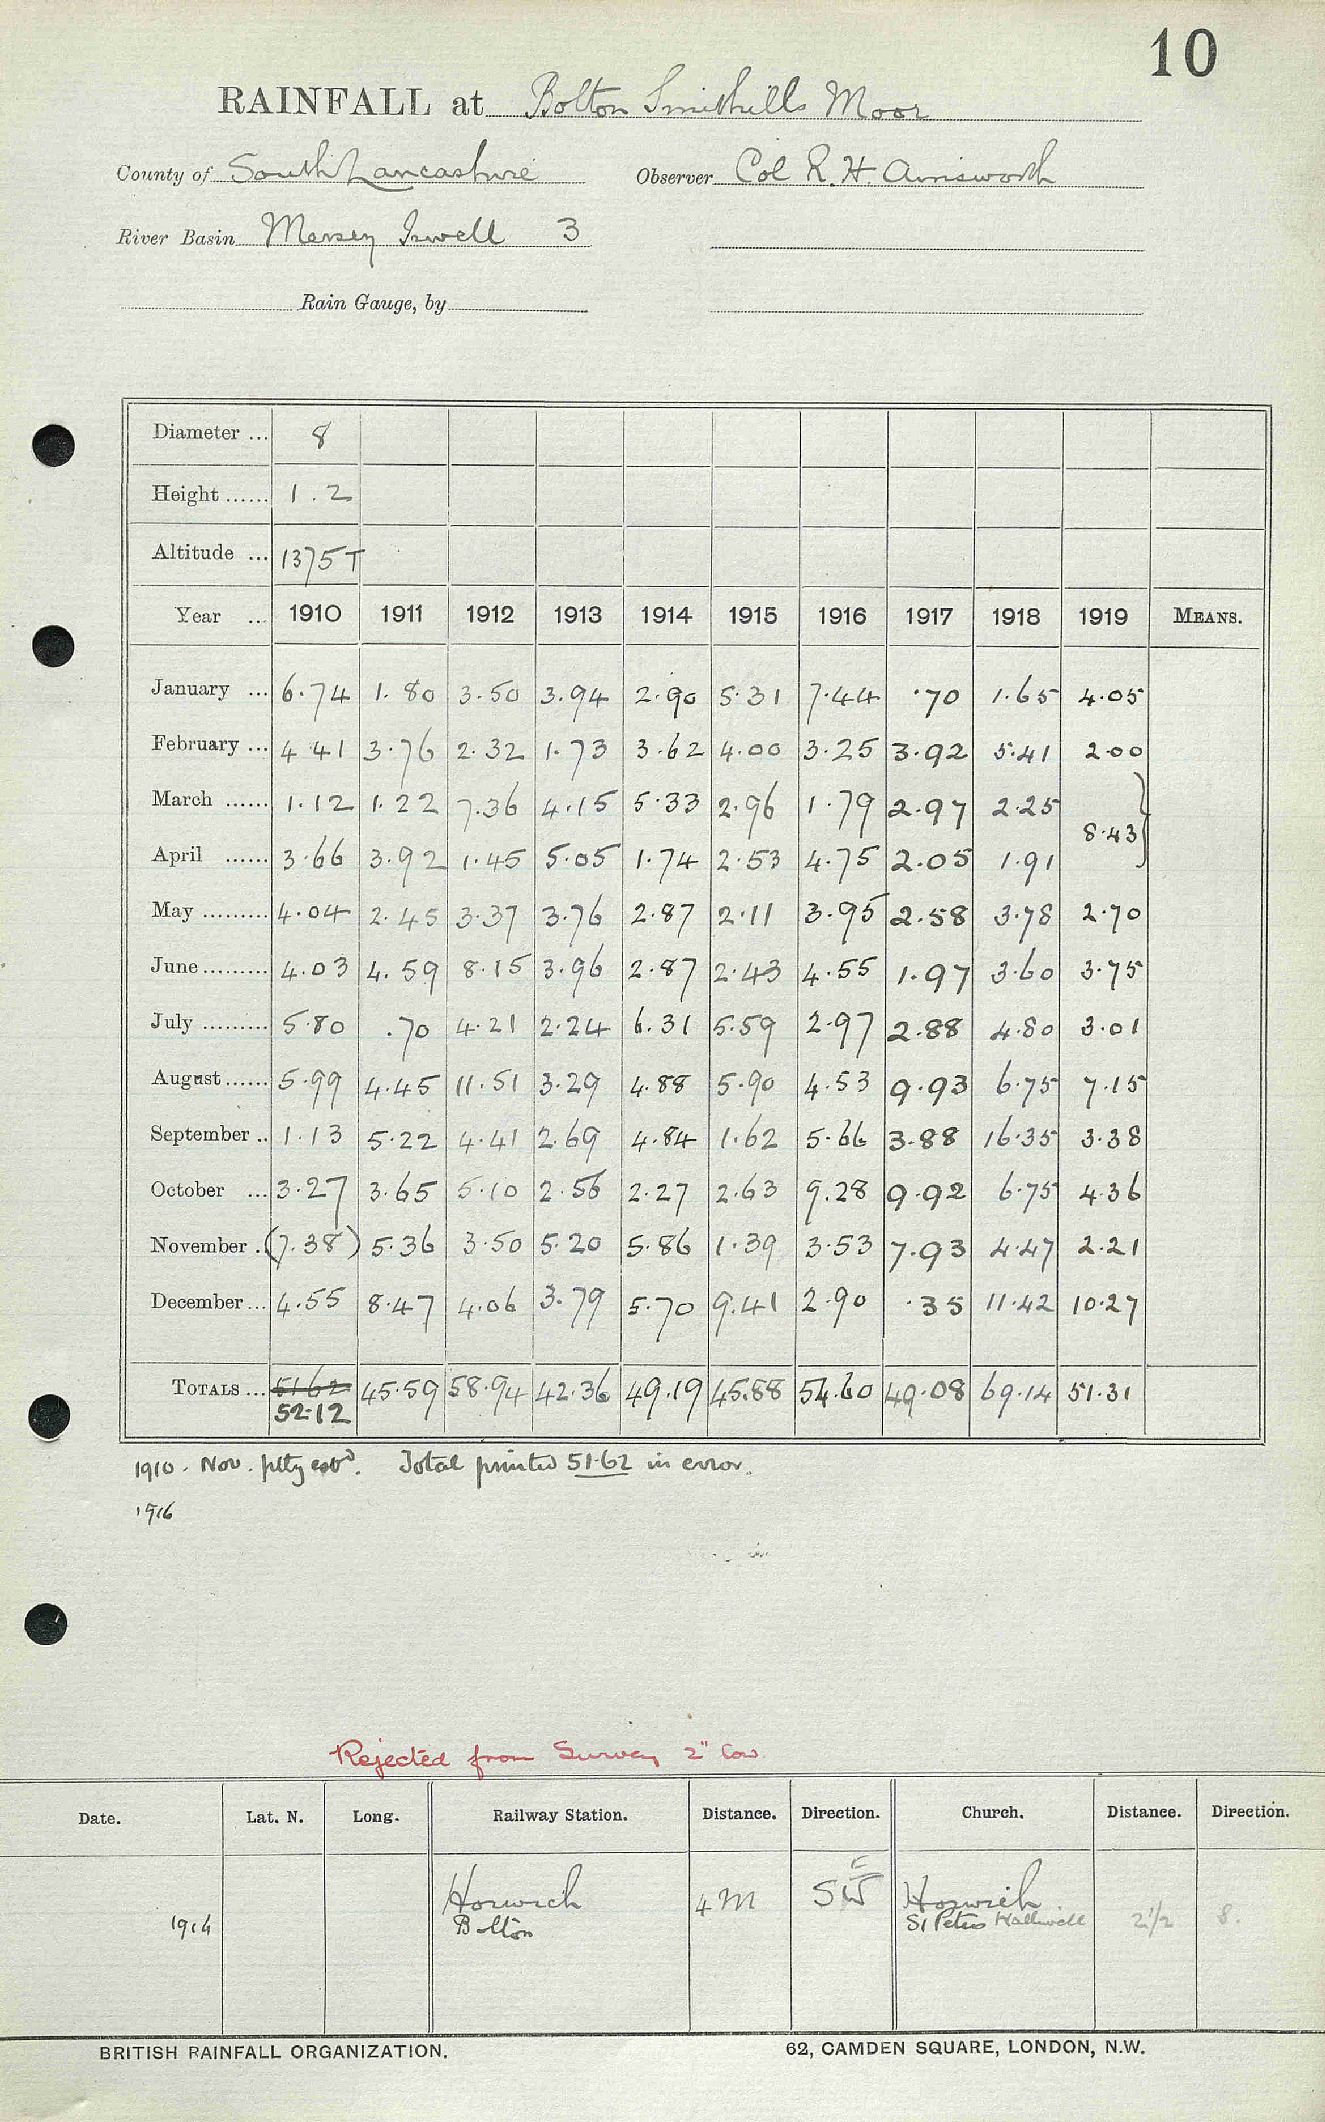 10
RAINFALL at Bolton Smithills Moor
County of South Lancashire Observer Col R. H. Ainsworth
River Basin Mersey Irwell 3
Rain Gauge, by
Diameter ... 8
Height ...... 1.2
Altitude ... 1375 T
Year ... 1910 1911 1912 1913 1914 1915 1916 1917 1918 1919 MEANS.
January ... 6.74 1.80 3.50 3.94 2.90 5.31 7.44 .70 1.65 4.05
February ... 4.41 3.76 2.32 1.73 3.62 4.00 3.25 3.92 5.41 2.00
March ...... 1.12 1.22 7.36 4.15 5.33 2.96 1.79 2.97 2.25
8.43}
April ...... 3.66 3.92 1.45 5.05 1.74 2.53 4.75 2.05 1.91
May ......... 4.04 2.45 3.37 3.76 2.87 2.11 3.95 2.58 3.78 2.70
June ......... 4.03 4.59 8.15 3.96 2.87 2.43 4.55 1.97 3.60 3.75
July ......... 5.80 .70 4.21 2.24 6.31 5.59 2.97 2.88 4.80 3.01
August ...... 5.99 4.45 11.51 3.29 4.88 5.90 4.53 9.93 6.75 7.15
September .. 1.13 5.22 4.41 2.69 4.84 1.62 5.66 3.88 16.35 3.38
October ... 3.27 3.65 5.10 2.56 2.27 2.63 9.28 9.92 6.75 4.36
November . (7.38) 5.36 3.50 5.20 5.86 1.39 3.53 7.93 4.47 2.21
December ... 4.55 8.47 4.06 3.79 5.70 9.41 2.90 .35 11.42 10.27
TOTALS ... 51.62 45.59 58.94 42.36 49.19 45.88 54.60 49.08 69.14 51.31
52.12
1910. Nov. ptly estd. Total printed 51.62 in error.
1916
Rejected from Survey 2" low
Date. Lat. N. Long. Railway Station. Distance. Direction. Church. Distance. Direction.
E
Horwich 4 M SW Horwich
1914 Bolton St Peters Halliwell 2 1/2 S.
BRITISH RAINFALL ORGANIZATION. 62, CAMDEN SQUARE, LONDON, N.W.